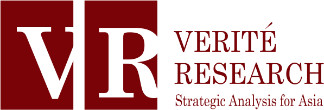 VR VERITÉ
RESEARCH
Strategic Analysis for Asia